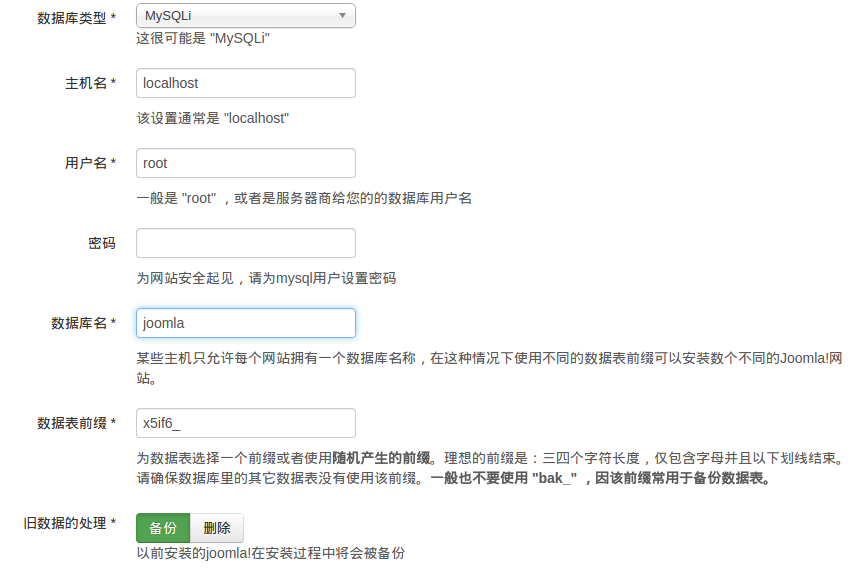 数据库类型 * MySQLi
这很可能是 "MySQLi"
主机名 * localhost
该设置通常是 "localhost"
用户名 * root
一般是 "root" ，或者是服务器商给您的的数据库用户名
密码
为网站安全起见，请为mysql用户设置密码
数据库名 * joomla
某些主机只允许每个网站拥有一个数据库名称，在这种情况下使用不同的数据表前缀可以安装数个不同的Joomla!网
站。
数据表前缀 * x5if6_
为数据表选择一个前缀或者使用随机产生的前缀。理想的前缀是：三四个字符长度，仅包含字母并且以下划线结束。
请确保数据库里的其它数据表没有使用该前缀。一般也不要使用 "bak_" ，因该前缀常用于备份数据表。
旧数据的处理 * 备份 删除
以前安装的joomla!在安装过程中将会被备份